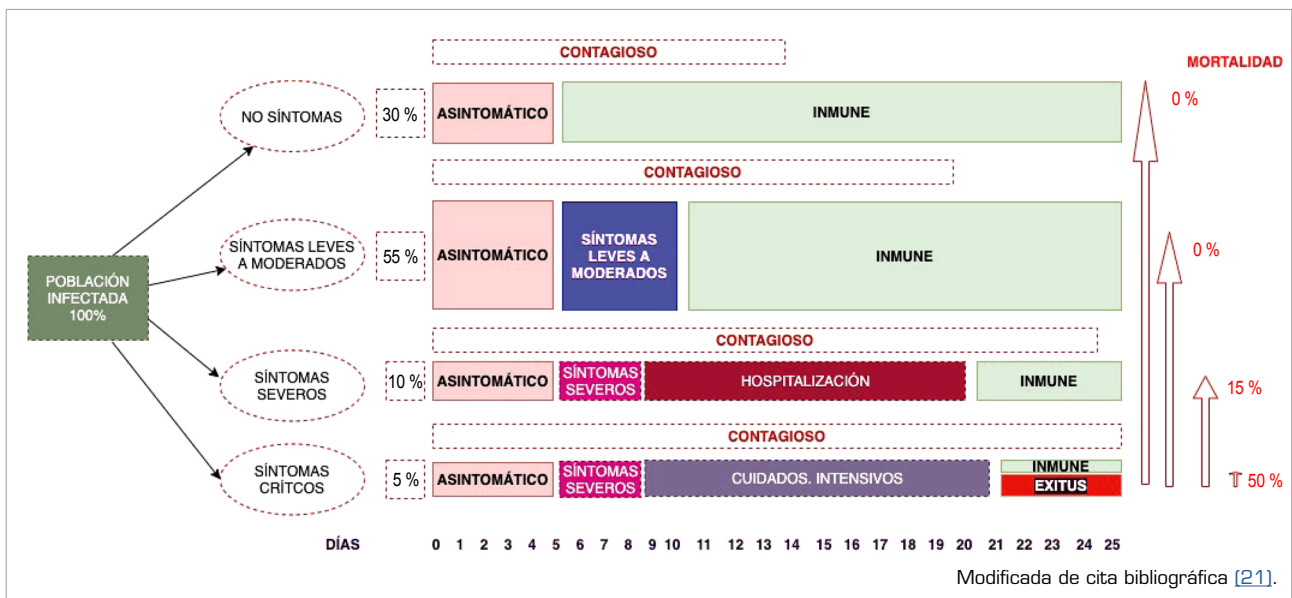 CONTAGIOSO
MORTALIDAD
NO SÍNTOMAS
30 %
ASINTOMÁTICO
INMUNE
0 %
CONTAGIOSO
SÍNTOMAS LEVES
A MODERADOS
55 %
ASINTOMÁTICO
SÍNTOMAS
LEVES A
MODERADOS
INMUNE
0 %
POBLACIÓN
INFECTADA
100%
CONTAGIOSO
SÍNTOMAS
SEVEROS
10 %
ASINTOMÁTICO
SÍNTOMAS
SEVEROS
HOSPITALIZACIÓN
INMUNE
15 %
CONTAGIOSO
SÍNTOMAS
CRÍTCOS
5 %
ASINTOMÁTICO
SÍNTOMAS
SEVEROS
CUIDADOS. INTENSIVOS
INMUNE
EXITUS
50 %
DÍAS 0 1 2 3 4 5 6 7 8 9 10 11 12 13 14 15 16 17 18 19 20 21 22 23 24 25
Modificada de cita bibliográfica (21).